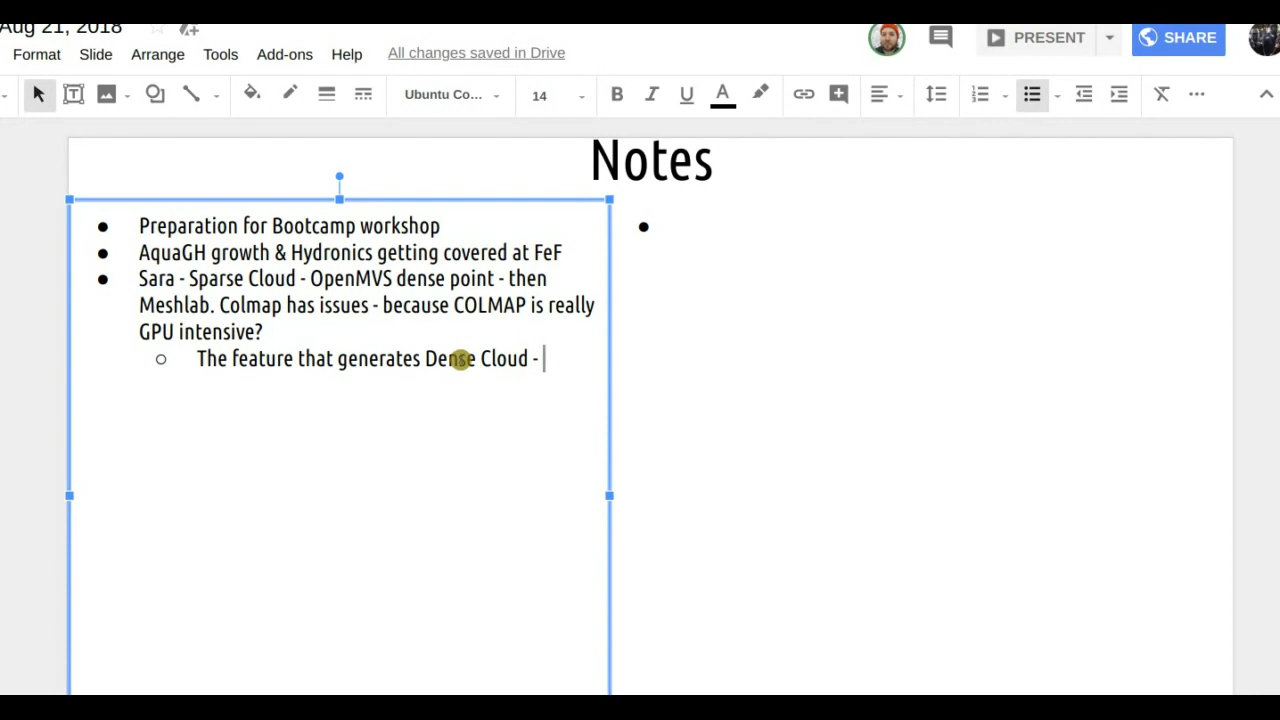 Aug 21, 2018
Format Slide Arrange Tools Add-ons Help All changes saved in Drive
PRESENT
SHARE
Ubuntu Co... 14 B I U A
Notes
● Preparation for Bootcamp workshop
● AquaGH growth & Hydronics getting covered at FeF
● Sara - Sparse Cloud - OpenMVS dense point - then
Meshlab. Colmap has issues - because COLMAP is really
GPU intensive?
○ The feature that generates Dense Cloud -
●